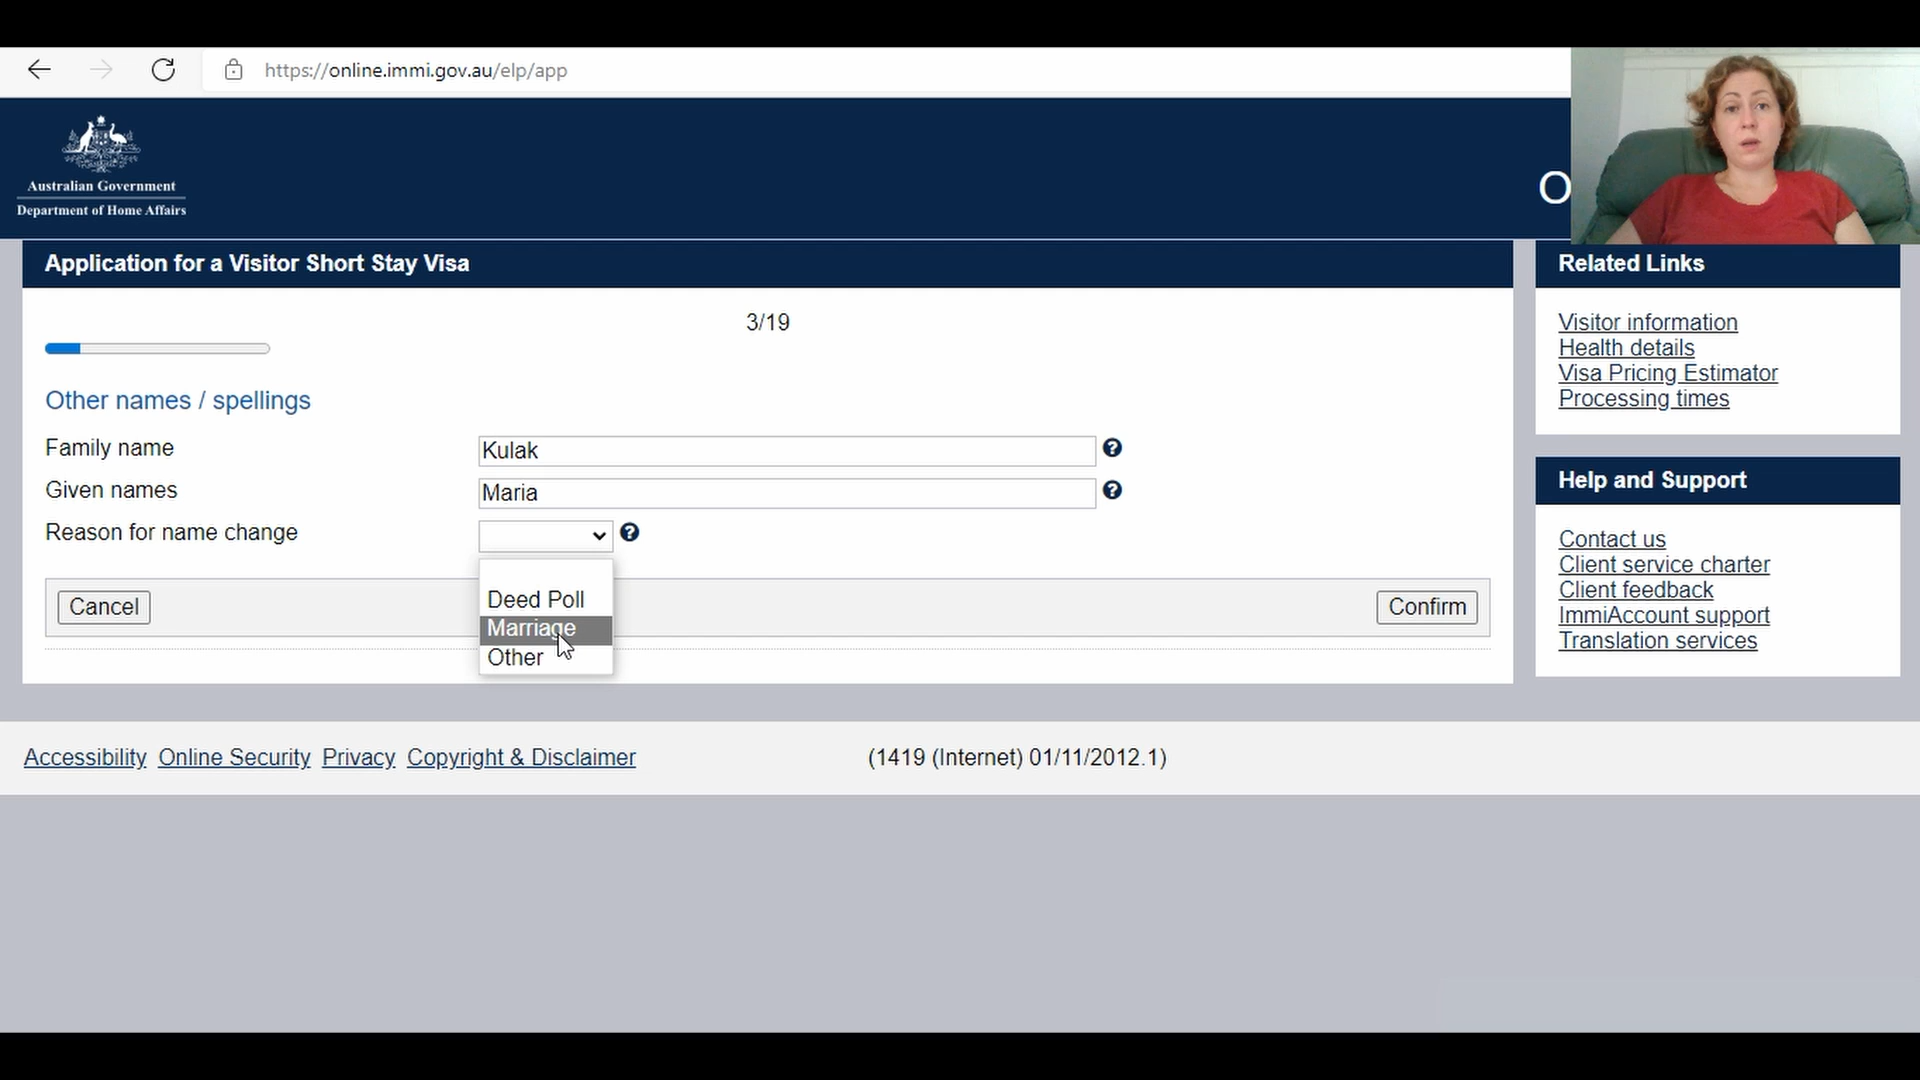 https://online.immi.gov.au/elp/app
Australian Government
Department of Home Affairs
Application for a Visitor Short Stay Visa
3/19
Other names / spellings
Family name
Kulak
Given names
Maria
Reason for name change
Deed Poll
Marriage
Other
Cancel
Confirm
Related Links
Visitor information
Health details
Visa Pricing Estimator
Processing times
Help and Support
Contact us
Client service charter
Client feedback
ImmiAccount support
Translation services
Accessibility Online Security Privacy Copyright & Disclaimer (1419 (Internet) 01/11/2012.1)